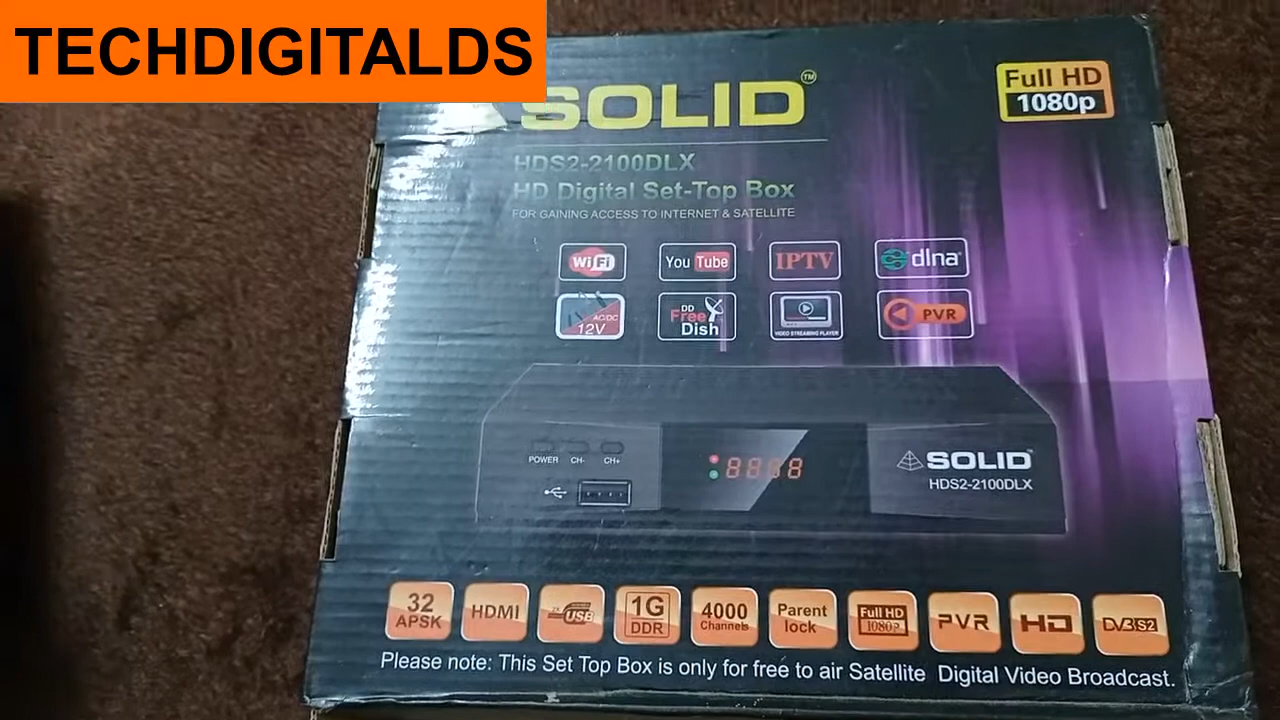 TECHDIGITALDS
SOLID TM
Full HD
1080p
HDS2-2100DLX
HD Digital Set-Top Box
FOR GAINING ACCESS TO INTERNET & SATELLITE
WiFi
YouTube
IPTV
dlna
AC/DC
12V
DD
Free
Dish
VIDEO STREAMING PLAYER
PVR
POWER CH- CH+
8888
SOLID
HDS2-2100DLX
32
APSK
HDMI
USB
1G
DDR
4000
Channels
Parent
lock
Full HD
1080P
PVR
HD
DVB S2
Please note: This Set Top Box is only for free to air Satellite Digital Video Broadcast.